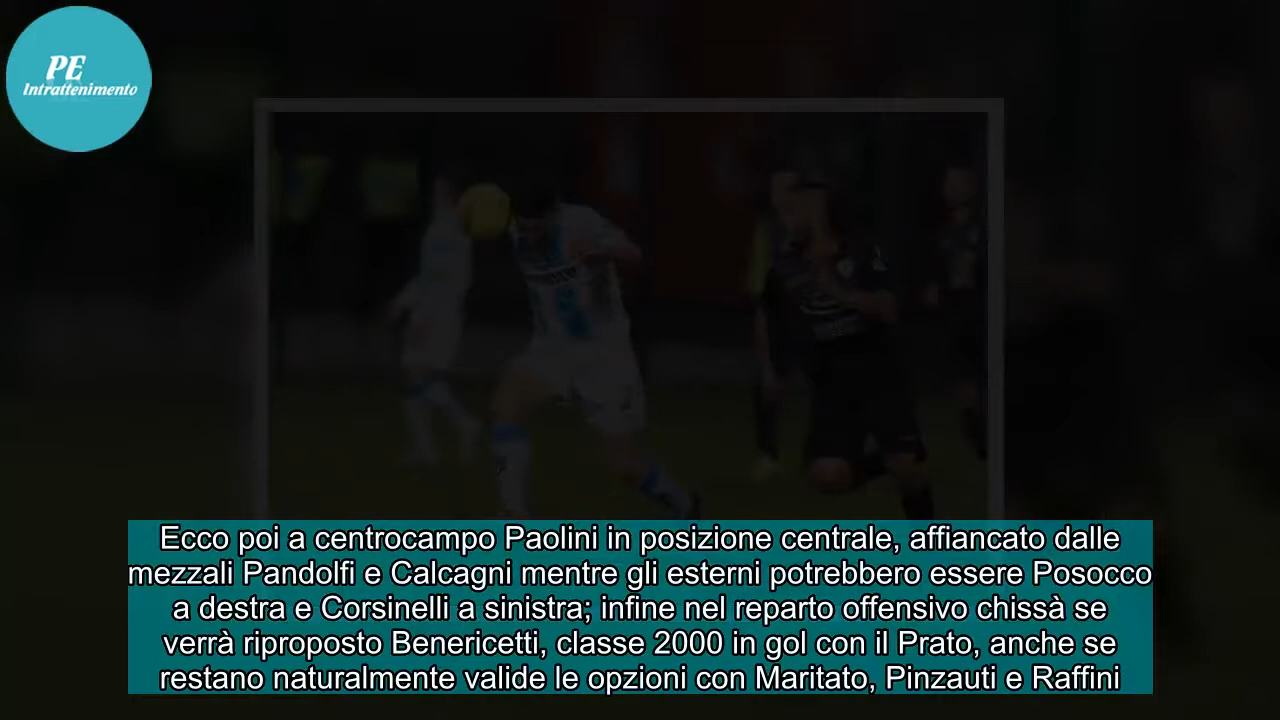 PE
Intrattenimento
Ecco poi a centrocampo Paolini in posizione centrale, affiancato dalle
mezzali Pandolfi e Calcagni mentre gli esterni potrebbero essere Posocco
a destra e Corsinelli a sinistra; infine nel reparto offensivo chissà se
verrà riproposto Benericetti, classe 2000 in gol con il Prato, anche se
restano naturalmente valide le opzioni con Maritato, Pinzauti e Raffini